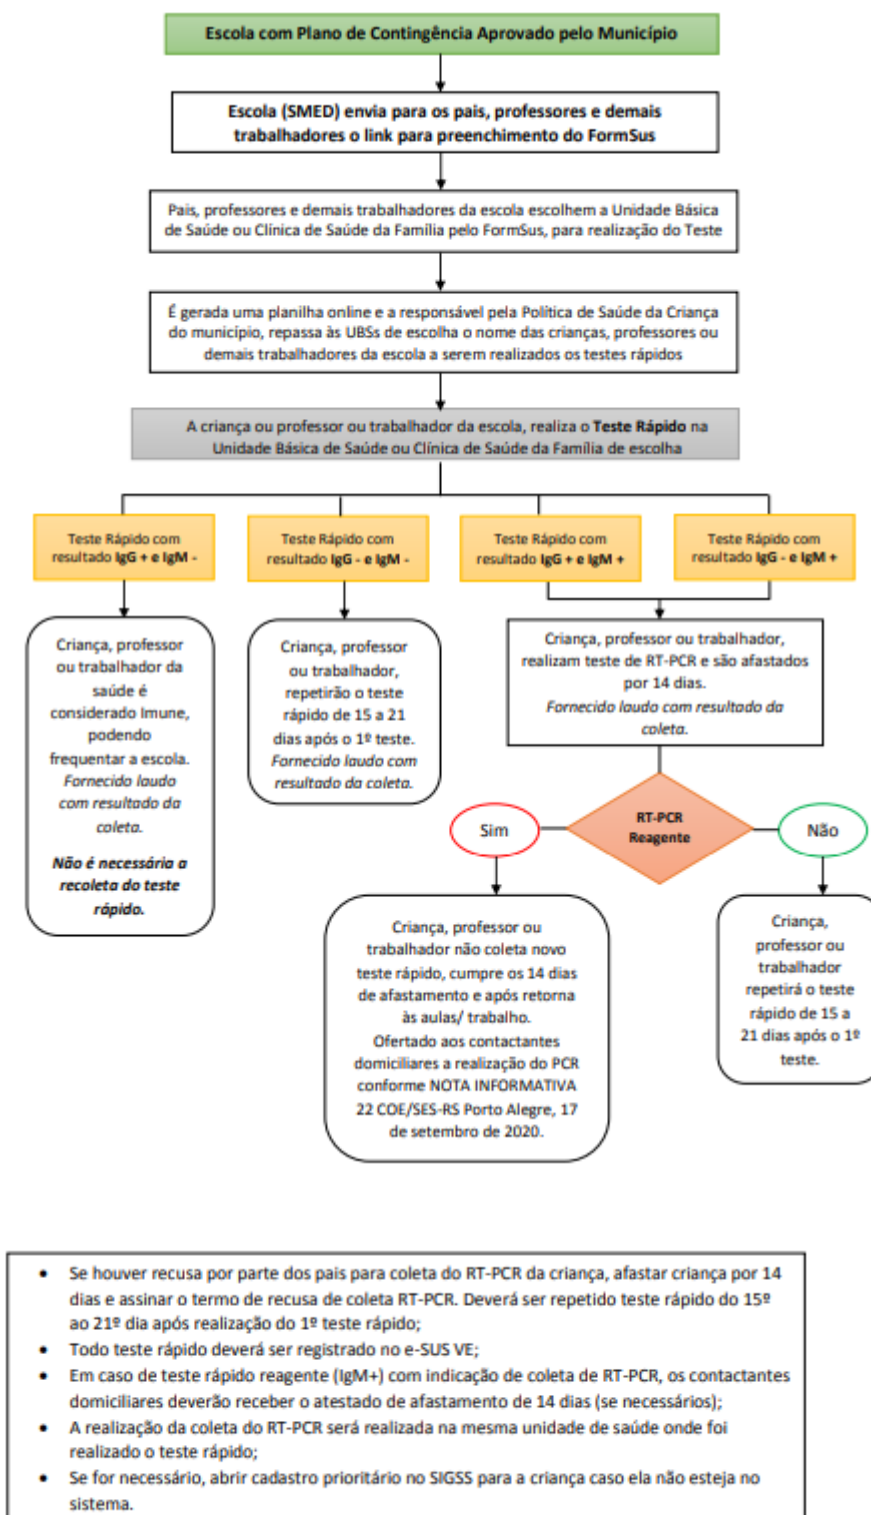 Escola com Plano de Contingência Aprovado pelo Município
Escola (SMED) envia para os pais, professores e demais
trabalhadores o link para preenchimento do FormSus
Pais, professores e demais trabalhadores da escola escolhem a Unidade Básica
de Saúde ou Clínica de Saúde da Família pelo FormSus, para realização do Teste
É gerada uma planilha online e a responsável pela Política de Saúde da Criança
do município, repassa às UBSs de escolha o nome das crianças, professores ou
demais trabalhadores da escola a serem realizados os testes rápidos
A criança ou professor ou trabalhador da escola, realiza o Teste Rápido na
Unidade Básica de Saúde ou Clínica de Saúde da Família de escolha
Teste Rápido com
resultado IgG + e IgM -
Teste Rápido com
resultado IgG - e IgM -
Teste Rápido com
resultado IgG + e IgM +
Teste Rápido com
resultado IgG - e IgM +
Criança, professor
ou trabalhador da
saúde é
considerado Imune,
podendo
frequentar a escola.
Fornecido laudo
com resultado da
coleta.
Não é necessária a
recoleta do teste
rápido.
Criança, professor
ou trabalhador,
repetirão o teste
rápido de 15 a 21
dias após o 1º teste.
Fornecido laudo com
resultado da coleta.
Criança, professor ou trabalhador,
realizam teste de RT-PCR e são afastados
por 14 dias.
Fornecido laudo com resultado da
coleta.
RT-PCR
Reagente
Sim
Não
Criança, professor ou
trabalhador não coleta novo
teste rápido, cumpre os 14 dias
de afastamento e após retorna
às aulas/ trabalho.
Ofertado aos contactantes
domiciliares a realização do PCR
conforme NOTA INFORMATIVA
22 COE/SES-RS Porto Alegre, 17
de setembro de 2020.
Criança,
professor ou
trabalhador
repetirá o teste
rápido de 15 a
21 dias após o 1º
teste.
• Se houver recusa por parte dos pais para coleta do RT-PCR da criança, afastar criança por 14
dias e assinar o termo de recusa de coleta RT-PCR. Deverá ser repetido teste rápido do 15º
ao 21º dia após realização do 1º teste rápido;
• Todo teste rápido deverá ser registrado no e-SUS VE;
• Em caso de teste rápido reagente (IgM+) com indicação de coleta de RT-PCR, os contactantes
domiciliares deverão receber o atestado de afastamento de 14 dias (se necessários);
• A realização da coleta do RT-PCR será realizada na mesma unidade de saúde onde foi
realizado o teste rápido;
• Se for necessário, abrir cadastro prioritário no SIGSS para a criança caso ela não esteja no
sistema.